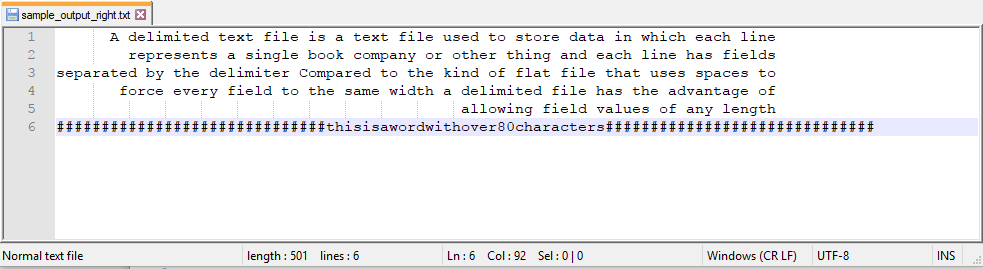 sample_output_right.txt
1 A delimited text file is a text file used to store data in which each line
2 represents a single book company or other thing and each line has fields
3 separated by the delimiter Compared to the kind of flat file that uses spaces to
4 force every field to the same width a delimited file has the advantage of
5 allowing field values of any length
6 ##############################thisisawordwithover80characters##############################
Normal text file length : 501 lines : 6 Ln : 6 Col : 92 Sel : 0 | 0 Windows (CR LF) UTF-8 INS